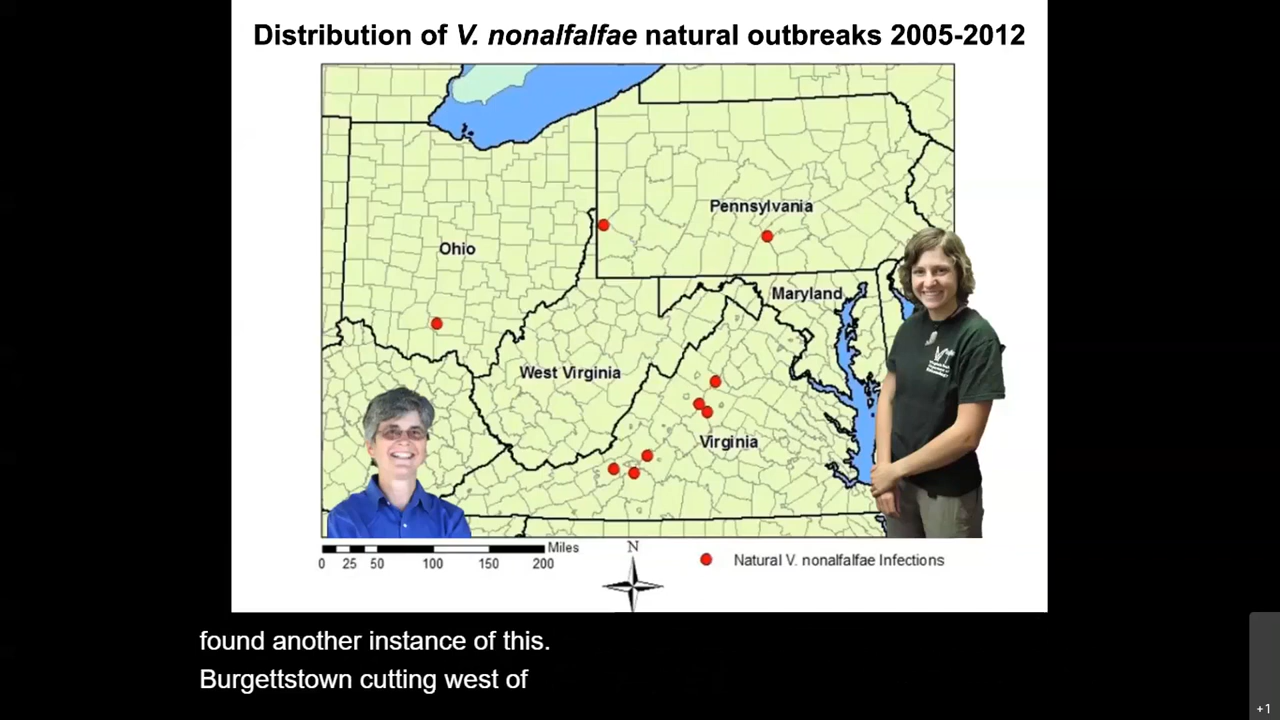 Distribution of V. nonalfalfae natural outbreaks 2005-2012
Pennsylvania
Ohio
Maryland
West Virginia
Virginia
Miles
0 25 50 100 150 200
N
Natural V. nonalfalfae Infections
found another instance of this.
Burgettstown cutting west of
+1